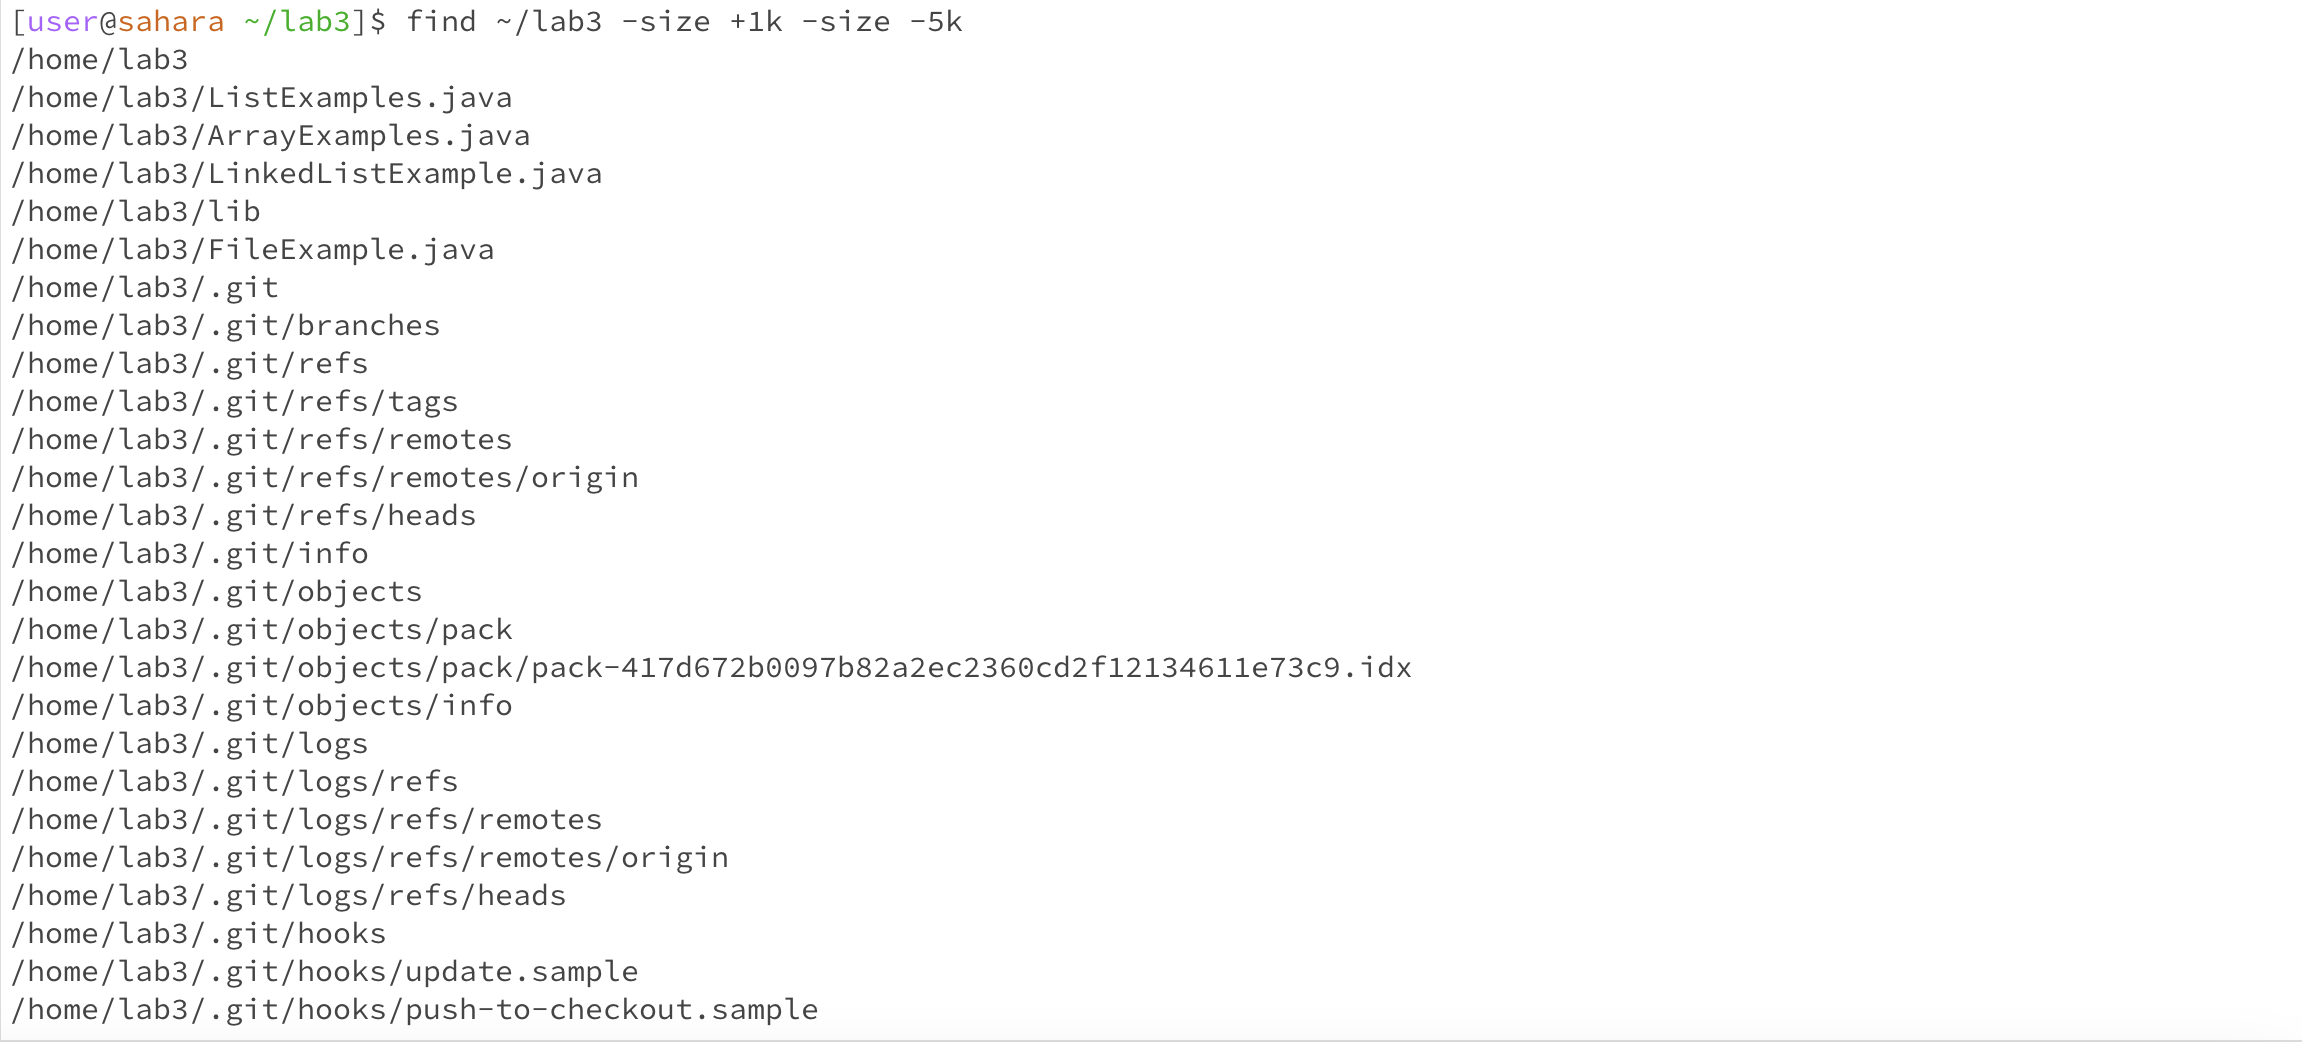 [user@sahara ~/lab3]$ find ~/lab3 -size +1k -size -5k
/home/lab3
/home/lab3/ListExamples.java
/home/lab3/ArrayExamples.java
/home/lab3/LinkedListExample.java
/home/lab3/lib
/home/lab3/FileExample.java
/home/lab3/.git
/home/lab3/.git/branches
/home/lab3/.git/refs
/home/lab3/.git/refs/tags
/home/lab3/.git/refs/remotes
/home/lab3/.git/refs/remotes/origin
/home/lab3/.git/refs/heads
/home/lab3/.git/info
/home/lab3/.git/objects
/home/lab3/.git/objects/pack
/home/lab3/.git/objects/pack/pack-417d672b0097b82a2ec2360cd2f12134611e73c9.idx
/home/lab3/.git/objects/info
/home/lab3/.git/logs
/home/lab3/.git/logs/refs
/home/lab3/.git/logs/refs/remotes
/home/lab3/.git/logs/refs/remotes/origin
/home/lab3/.git/logs/refs/heads
/home/lab3/.git/hooks
/home/lab3/.git/hooks/update.sample
/home/lab3/.git/hooks/push-to-checkout.sample